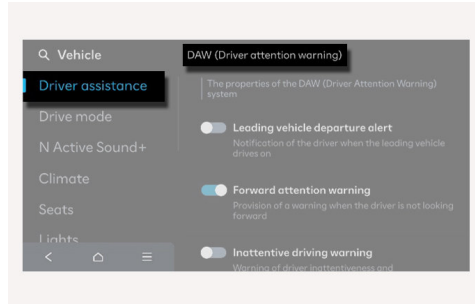 Vehicle
Driver assistance
Drive mode
N Active Sound+
Climate
Seats
Lights
DAW (Driver attention warning)
The properties of the DAW (Driver Attention Warning)
system
Leading vehicle departure alert
Notification of the driver when the leading vehicle
drives on
Forward attention warning
Provision of a warning when the driver is not looking
forward
Inattentive driving warning
Warning of driver inattentiveness and